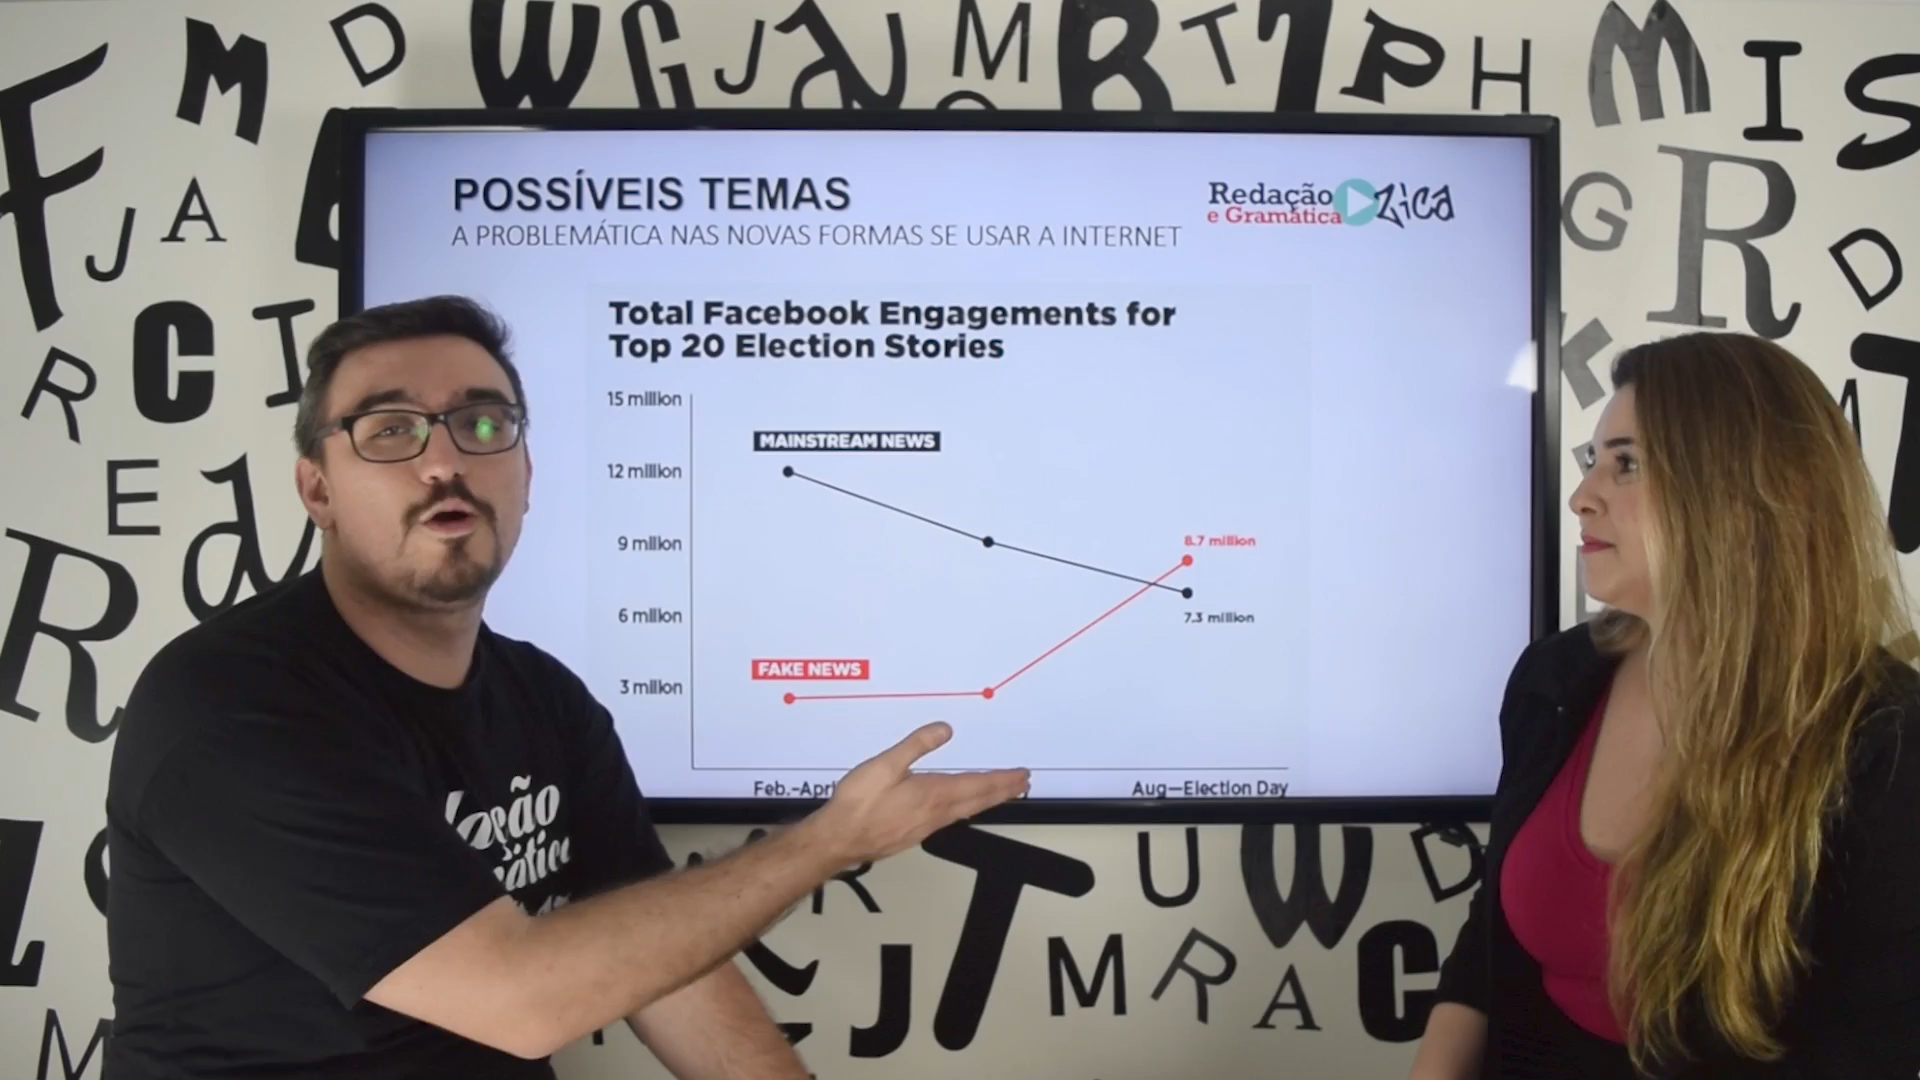 POSSÍVEIS TEMAS
A PROBLEMÁTICA NAS NOVAS FORMAS SE USAR A INTERNET
Redação
e Gramática
Zica
Total Facebook Engagements for
Top 20 Election Stories
15 million
MAINSTREAM NEWS
12 million
9 million
8.7 million
6 million
7.3 million
FAKE NEWS
3 million
Aug—Election Day